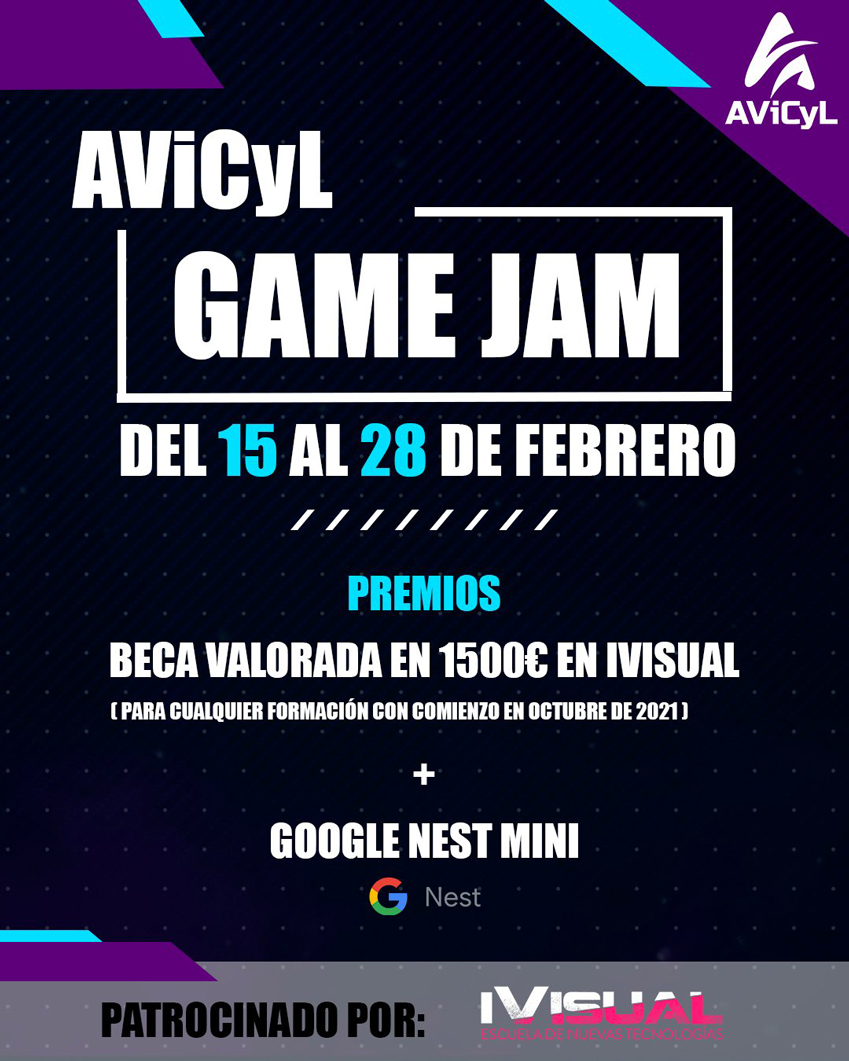 AViCyL
AViCyL
GAME JAM
DEL 15 AL 28 DE FEBRERO
PREMIOS
BECA VALORADA EN 1500€ EN IVISUAL
( PARA CUALQUIER FORMACIÓN CON COMIENZO EN OCTUBRE DE 2021 )
+
GOOGLE NEST MINI
G Nest
PATROCINADO POR:
IVISUAL
ESCUELA DE NUEVAS TECNOLOGÍAS